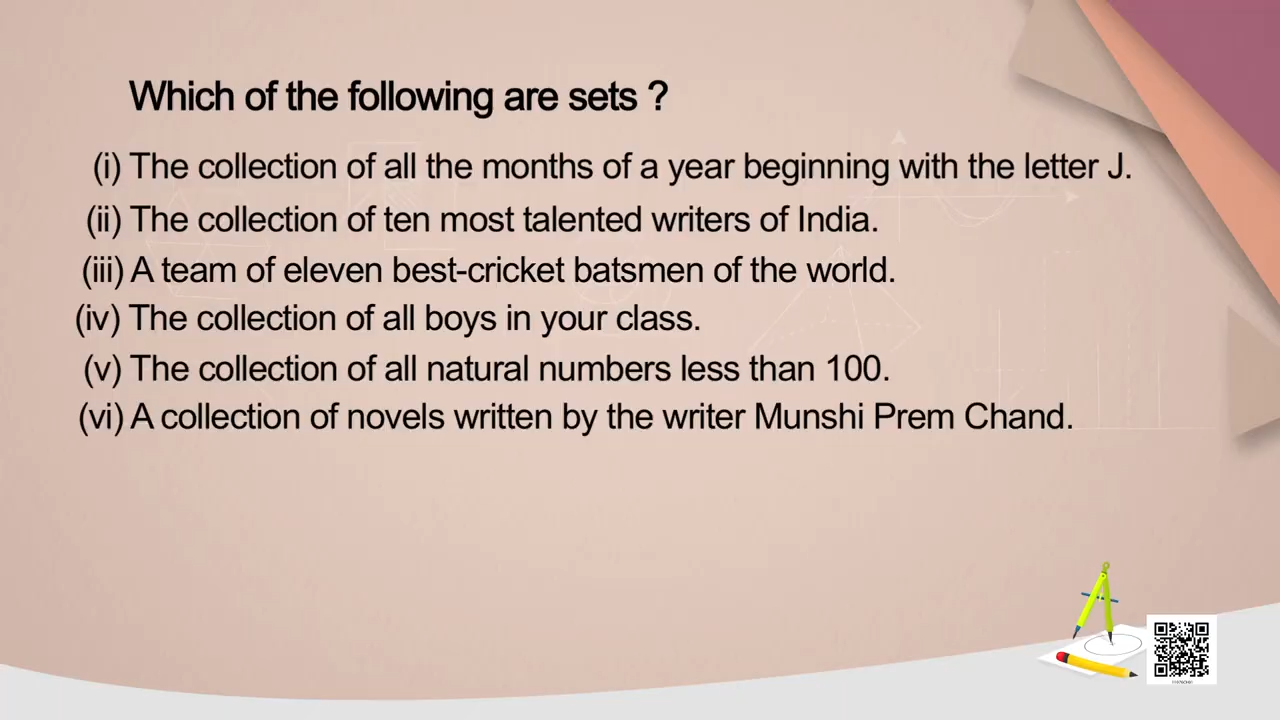 Which of the following are sets ?
(i) The collection of all the months of a year beginning with the letter J.
(ii) The collection of ten most talented writers of India.
(iii) A team of eleven best-cricket batsmen of the world.
(iv) The collection of all boys in your class.
(v) The collection of all natural numbers less than 100.
(vi) A collection of novels written by the writer Munshi Prem Chand.